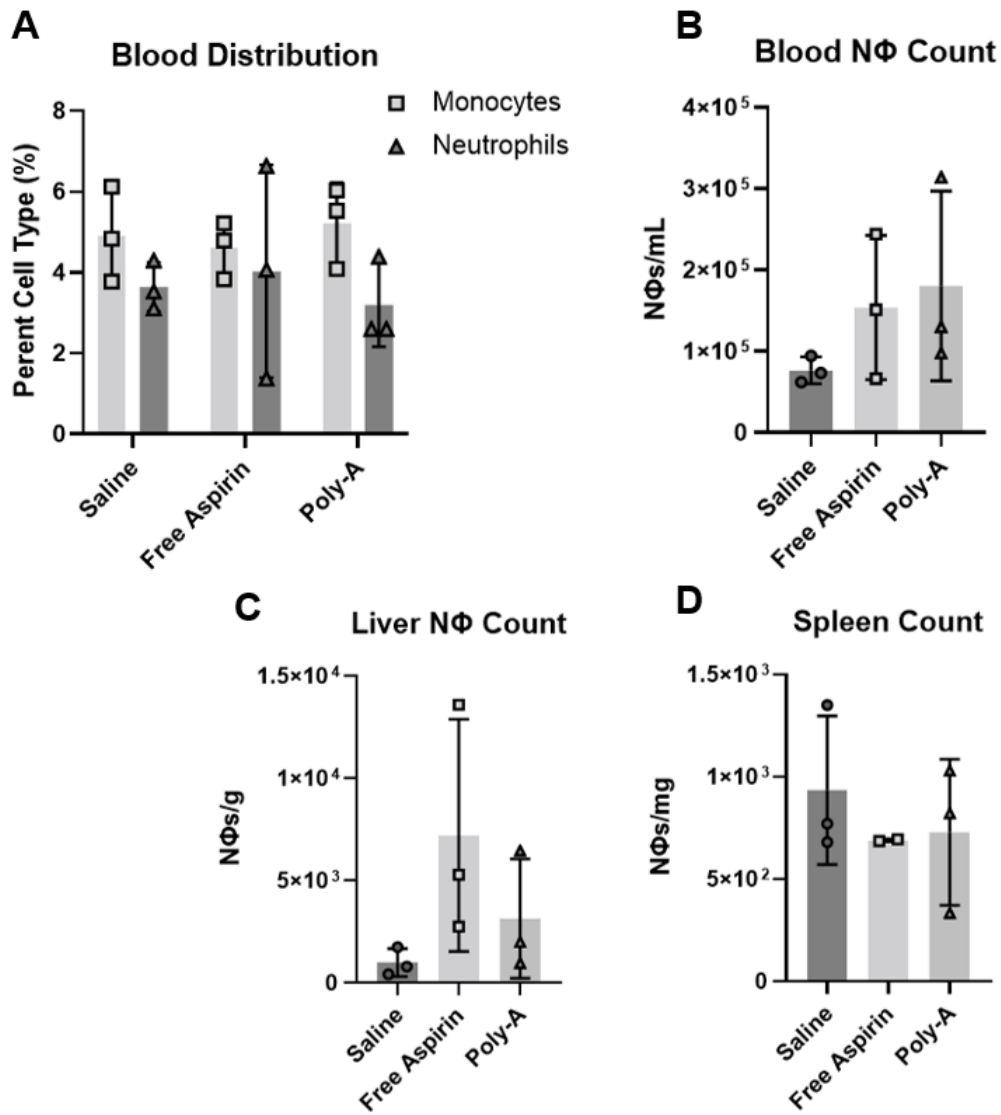 A
Blood Distribution
Monocytes
Neutrophils
Perent Cell Type (%)
8
6
4
2
0
Saline
Free Aspirin
Poly-A
B
Blood NΦ Count
NΦs/mL
4×10⁵
3×10⁵
2×10⁵
1×10⁵
0
Saline
Free Aspirin
Poly-A
C
Liver NΦ Count
NΦs/g
1.5×10⁴
1×10⁴
5×10³
0
Saline
Free Aspirin
Poly-A
D
Spleen Count
NΦs/mg
1.5×10³
1×10³
5×10²
0
Saline
Free Aspirin
Poly-A